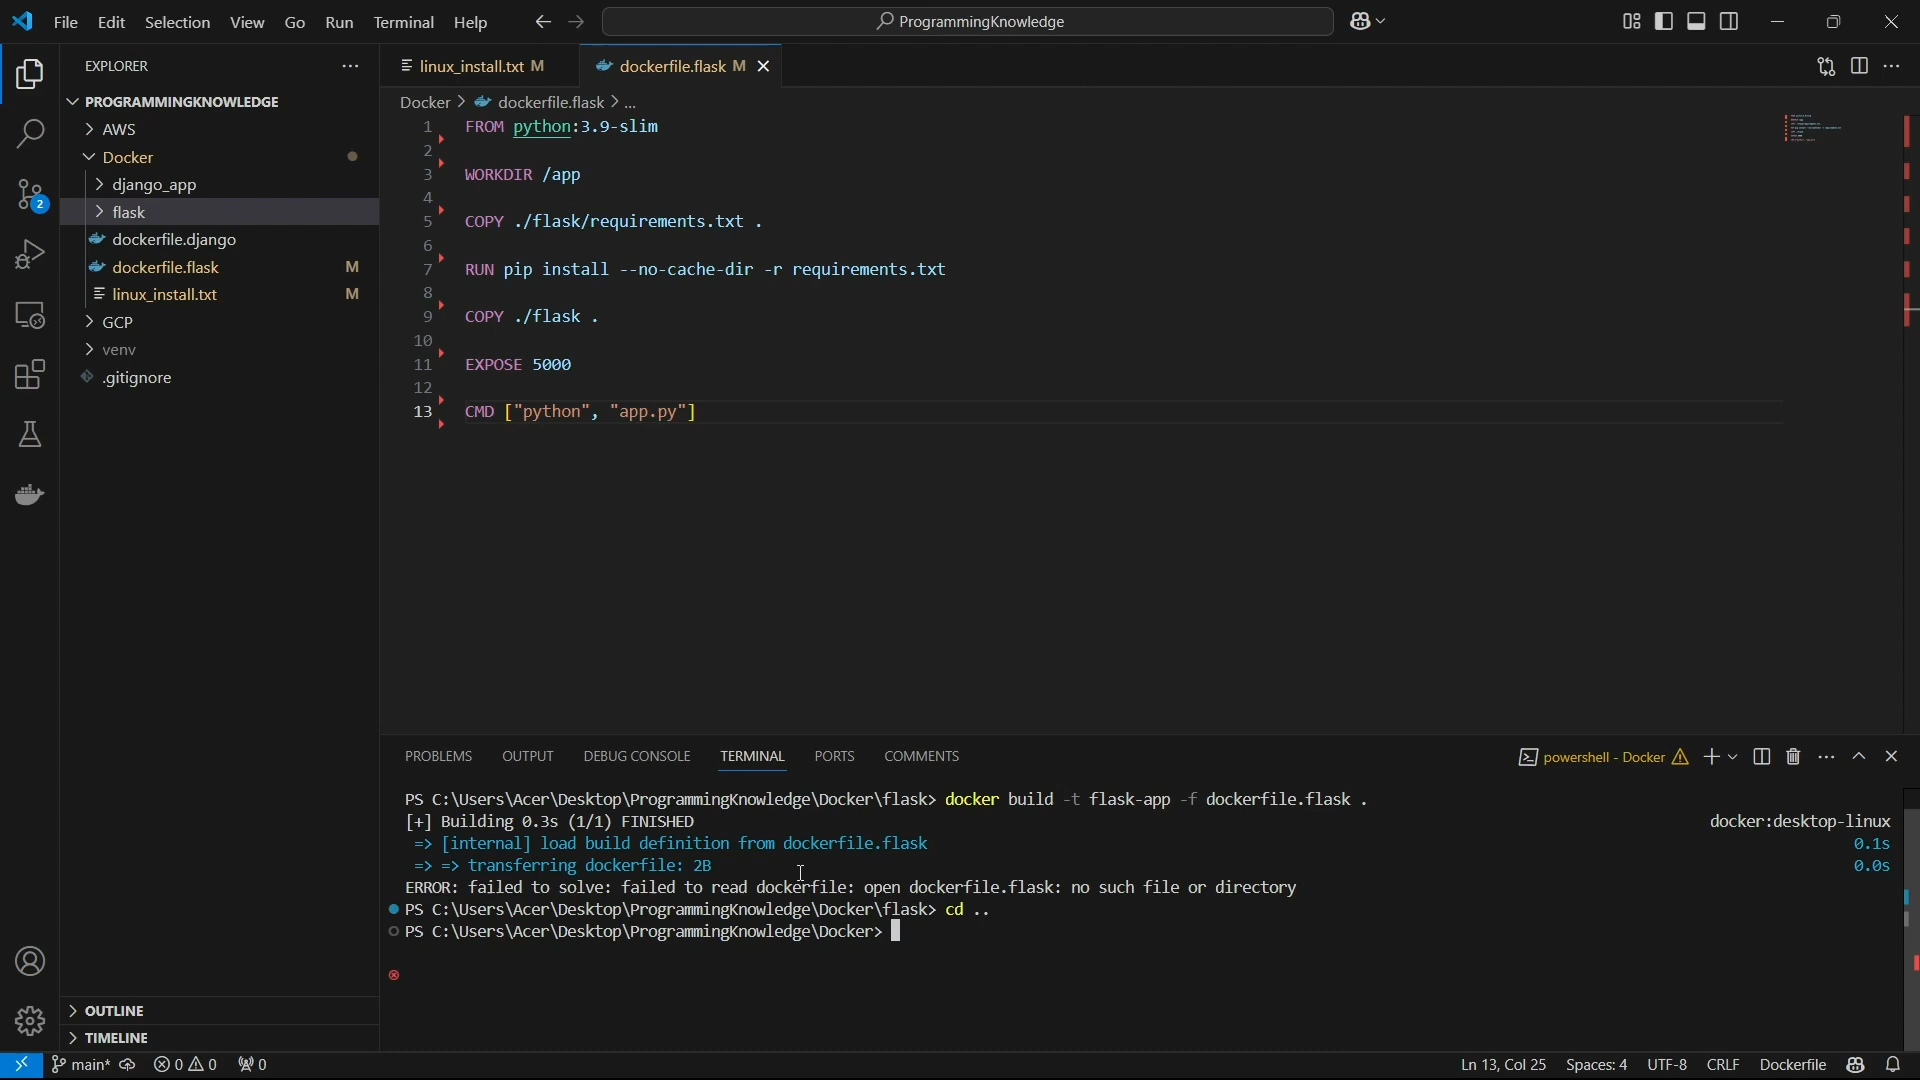 File Edit Selection View Go Run Terminal Help
ProgrammingKnowledge
EXPLORER
PROGRAMMINGKNOWLEDGE
AWS
Docker
django_app
flask
dockerfile.django
dockerfile.flask M
linux_install.txt M
GCP
venv
.gitignore
OUTLINE
TIMELINE
2
linux_install.txt M
dockerfile.flask M
Docker > dockerfile.flask > ...
1 FROM python:3.9-slim
2
3 WORKDIR /app
4
5 COPY ./flask/requirements.txt .
6
7 RUN pip install --no-cache-dir -r requirements.txt
8
9 COPY ./flask .
10
11 EXPOSE 5000
12
13 CMD ["python", "app.py"]
PROBLEMS OUTPUT DEBUG CONSOLE TERMINAL PORTS COMMENTS
powershell - Docker
PS C:\Users\Acer\Desktop\ProgrammingKnowledge\Docker\flask> docker build -t flask-app -f dockerfile.flask .
[+] Building 0.3s (1/1) FINISHED docker:desktop-linux
=> [internal] load build definition from dockerfile.flask 0.1s
=> => transferring dockerfile: 2B 0.0s
ERROR: failed to solve: failed to read dockerfile: open dockerfile.flask: no such file or directory
PS C:\Users\Acer\Desktop\ProgrammingKnowledge\Docker\flask> cd ..
PS C:\Users\Acer\Desktop\ProgrammingKnowledge\Docker>
main* 0 0 0
Ln 13, Col 25 Spaces: 4 UTF-8 CRLF Dockerfile